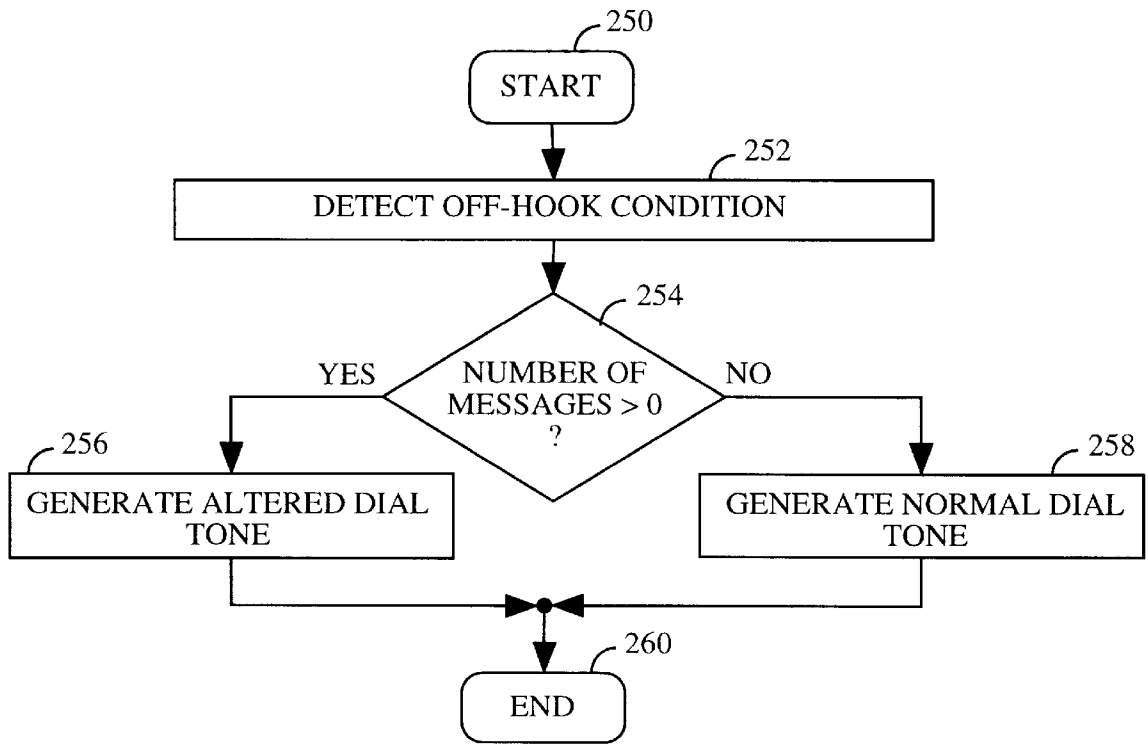 250
START
252
DETECT OFF-HOOK CONDITION
254
YES
NUMBER OF
MESSAGES > 0
?
NO
256
GENERATE ALTERED DIAL
TONE
258
GENERATE NORMAL DIAL
TONE
260
END